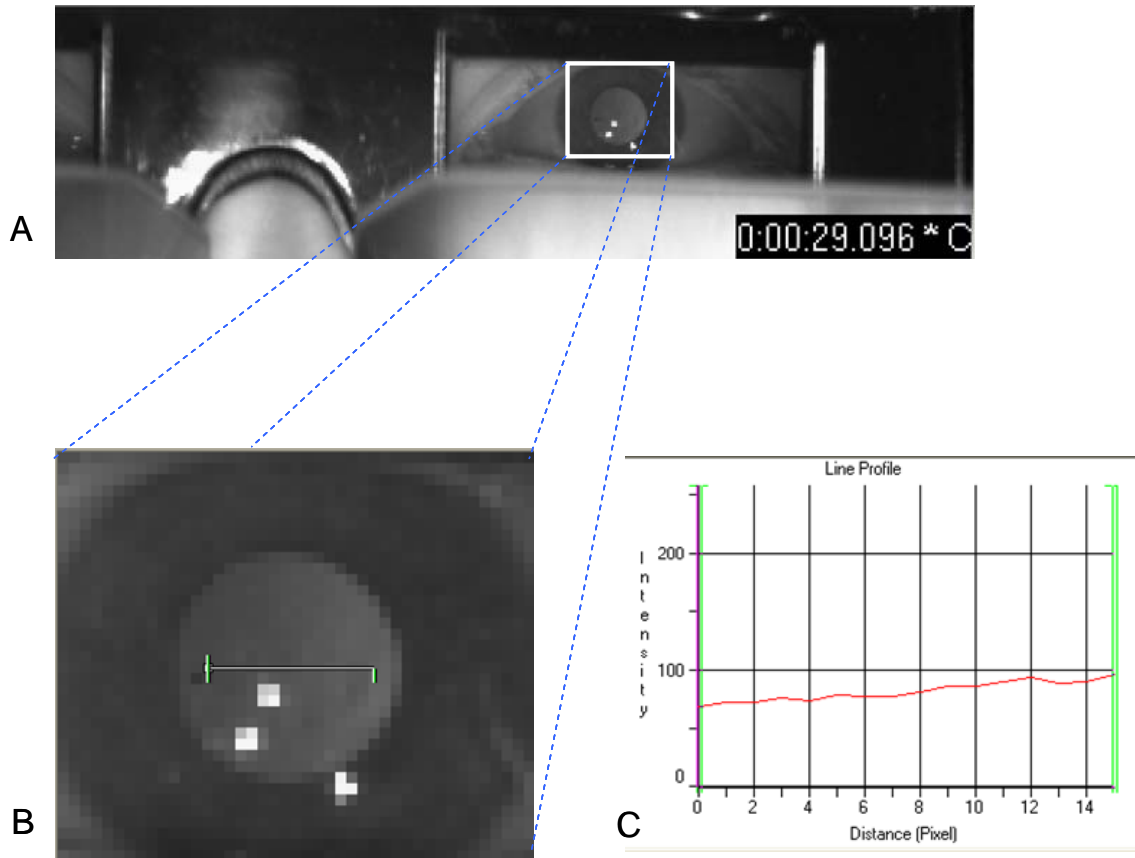 A
0:00:29.096 * C
B
Line Profile
Intensity
200
100
0
0 2 4 6 8 10 12 14
Distance (Pixel)
C